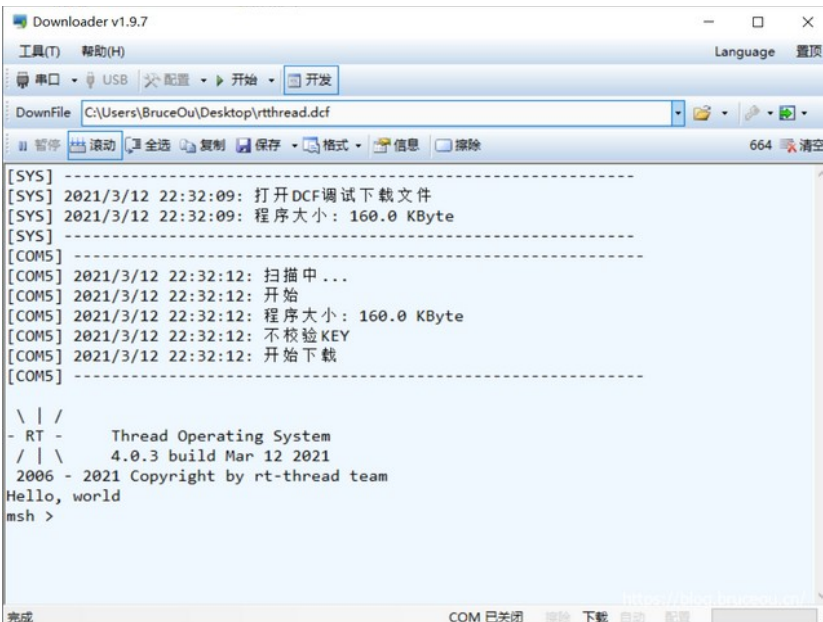 Downloader v1.9.7
工具(T) 帮助(H) Language 置顶
串口 USB 配置 开始 开发
DownFile C:\Users\BruceOu\Desktop\rtthread.dcf
暂停 滚动 全选 复制 保存 格式 信息 擦除 664 清空
[SYS] ------------------------------------------------------------
[SYS] 2021/3/12 22:32:09: 打开DCF调试下载文件
[SYS] 2021/3/12 22:32:09: 程序大小: 160.0 KByte
[SYS] ------------------------------------------------------------
[COM5] ------------------------------------------------------------
[COM5] 2021/3/12 22:32:12: 扫描中...
[COM5] 2021/3/12 22:32:12: 开始
[COM5] 2021/3/12 22:32:12: 程序大小: 160.0 KByte
[COM5] 2021/3/12 22:32:12: 不校验KEY
[COM5] 2021/3/12 22:32:12: 开始下载
[COM5] ------------------------------------------------------------
 \ | /
- RT -     Thread Operating System
 / | \     4.0.3 build Mar 12 2021
 2006 - 2021 Copyright by rt-thread team
Hello, world
msh >
https://blog.bruceou.cn/
完成 COM 已关闭 擦除 下载 自动 配置